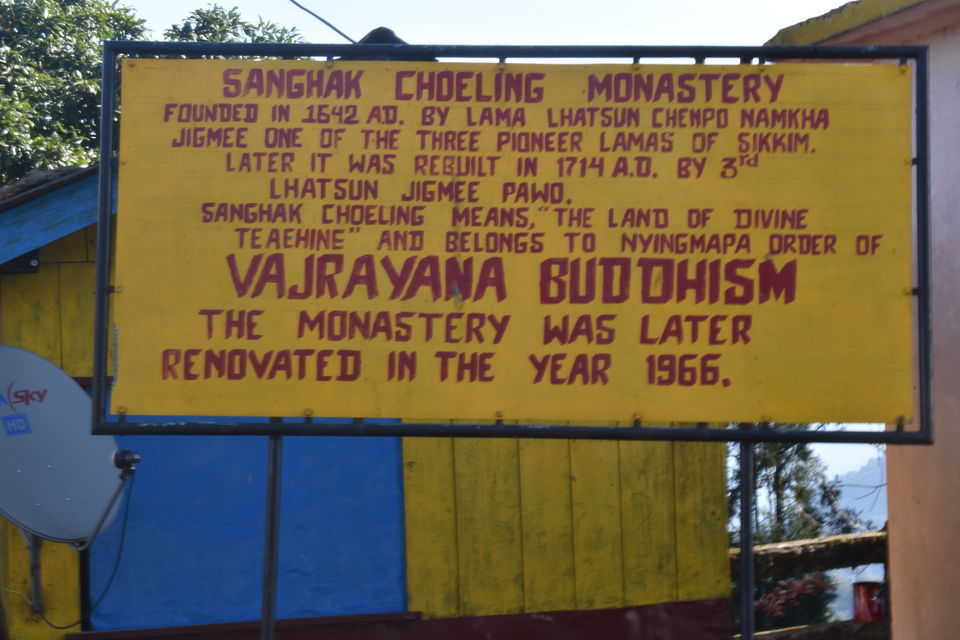 SANGHAK CHOELING MONASTERY
FOUNDED IN 1642 AD. BY LAMA LHATSUN CHENPO NAMKHA
JIGMEE ONE OF THE THREE PIONEER LAMAS OF SIKKIM.
LATER IT WAS REBUILT IN 1714 A.D. BY 3rd
LHATSUN JIGMEE PAWO.
SANGHAK CHOELING MEANS, "THE LAND OF DIVINE
TEAEHINE" AND BELONGS TO NYINGMAPA ORDER OF
VAJRAYANA BUDDHISM
THE MONASTERY WAS LATER
RENOVATED IN THE YEAR 1966.
sky
HD